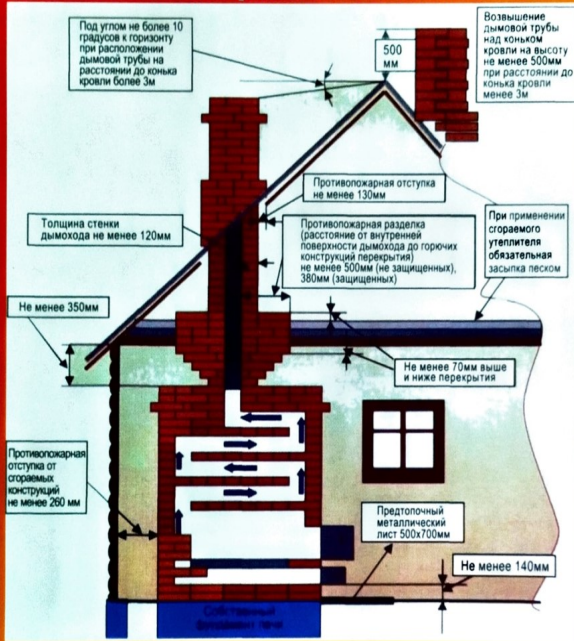 Под углом не более 10
градусов к горизонту
при расположении
дымовой трубы на
расстоянии до конька
кровли более 3м
500
мм
Возвышение
дымовой трубы
над коньком
кровли на высоту
не менее 500мм
при расстоянии до
конька кровли
менее 3м
Противопожарная отступка
не менее 130мм
Толщина стенки
дымохода не менее 120мм
Противопожарная разделка
(расстояние от внутренней
поверхности дымохода до горючих
конструкций перекрытия)
не менее 500мм (не защищенных),
380мм (защищенных)
При применении
сгораемого
утеплителя
обязательная
засыпка песком
Не менее 350мм
Не менее 70мм выше
и ниже перекрытия
Противопожарная
отступка от
сгораемых
конструкций
не менее 260 мм
Предтопочный
металлический
лист 500х700мм
Не менее 140мм
Собственный
фундамент печи